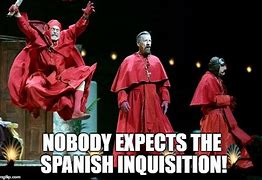 NOBODY EXPECTS THE
SPANISH INQUISITION!
imgflip.com